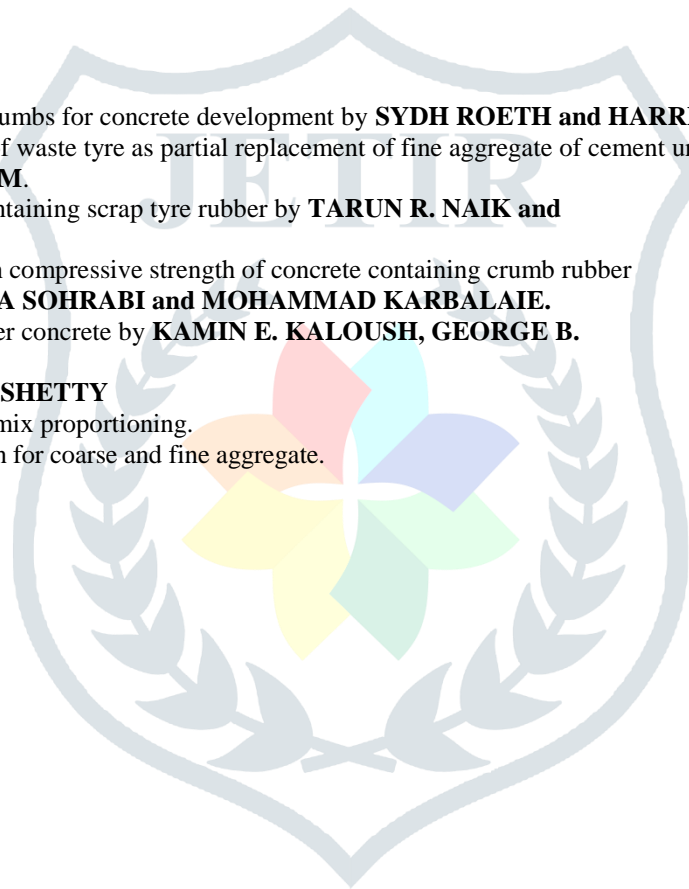 umbs for concrete development by SYDH ROETH and HARR
f waste tyre as partial replacement of fine aggregate of cement
M.
ntaining scrap tyre rubber by TARUN R. NAIK and
compressive strength of concrete containing crumb rubber
A SOHRABI and MOHAMMAD KARBALAIE.
er concrete by KAMIN E. KALOUSH, GEORGE B.
SHETTY
mix proportioning.
for coarse and fine aggregate.
JETIR